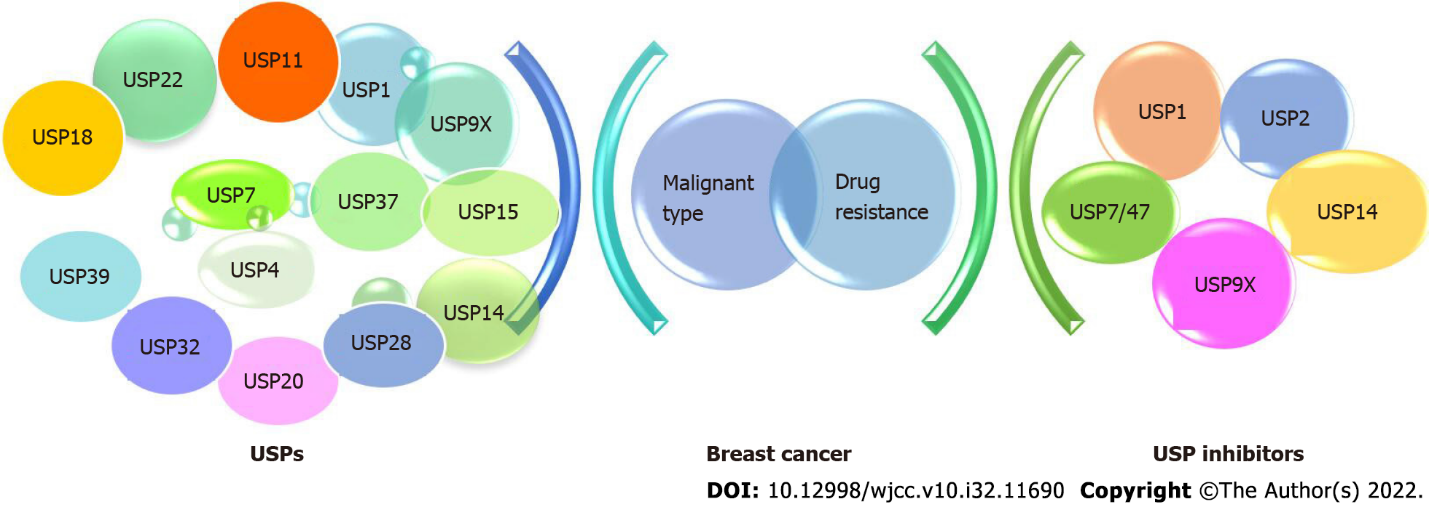 USP11
USP22
USP1
USP9X
USP18
USP7
USP37
USP15
USP4
USP39
USP14
USP32
USP28
USP20
USPs
Malignant
type
Drug
resistance
Breast cancer
USP1
USP2
USP7/47
USP14
USP9X
USP inhibitors
DOI: 10.12998/wjcc.v10.i32.11690 Copyright ©The Author(s) 2022.